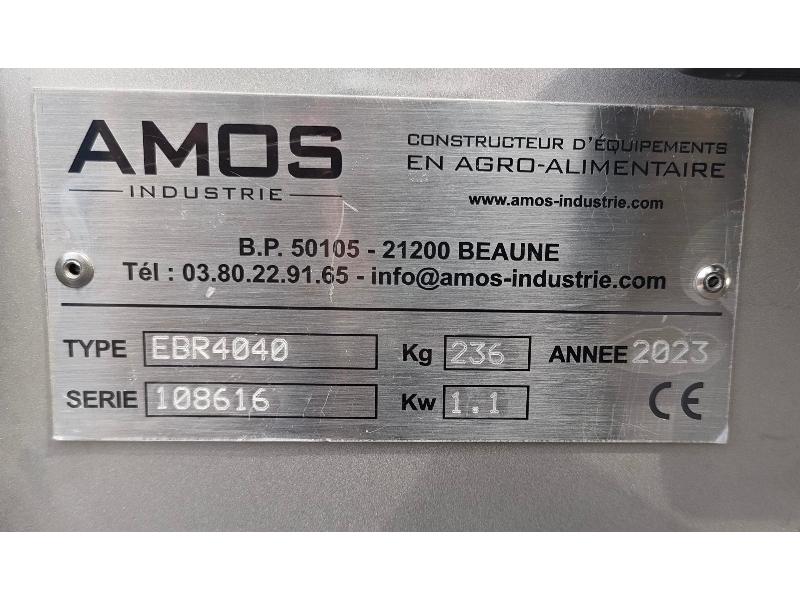 AMOS
INDUSTRIE
CONSTRUCTEUR D'ÉQUIPEMENTS
EN AGRO-ALIMENTAIRE
www.amos-industrie.com
B.P. 50105 - 21200 BEAUNE
Tél : 03.80.22.91.65 - info@amos-industrie.com
TYPE EBR4040 Kg 236 ANNEE 2023
SERIE 108616 Kw 1.1 CE